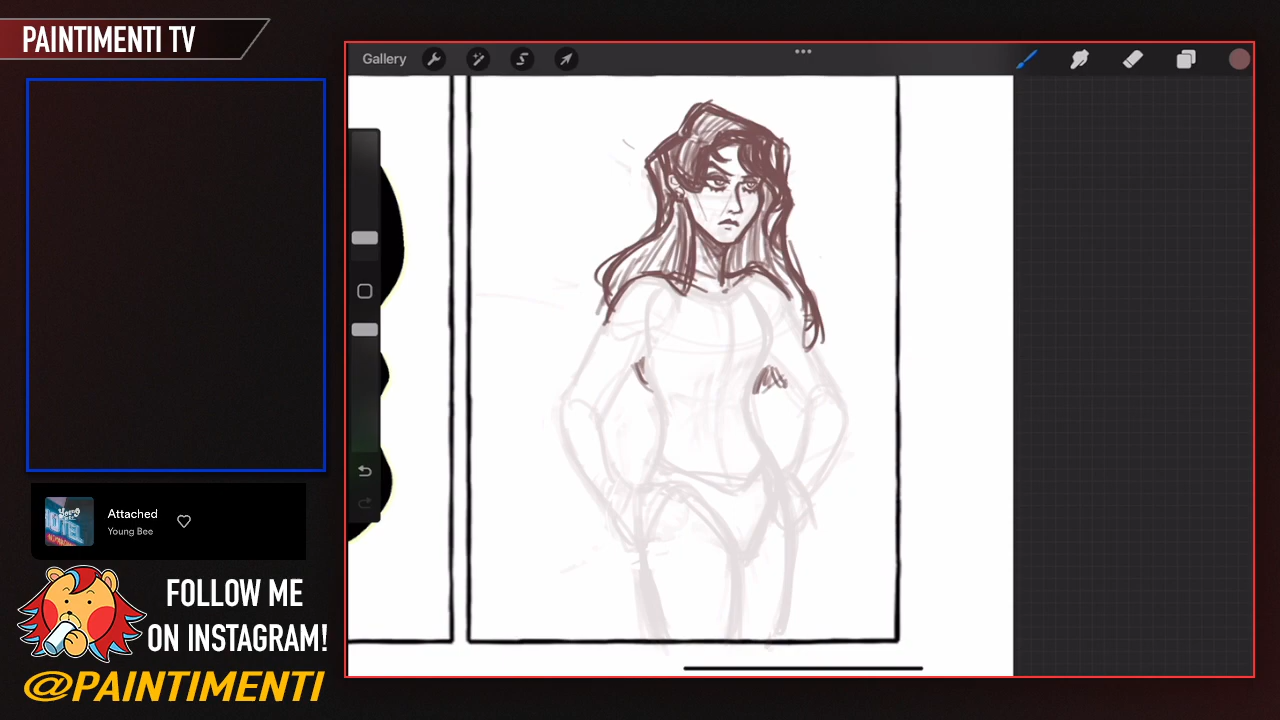 PAINTIMENTI TV
Gallery
Attached
Young Bee
FOLLOW ME
ON INSTAGRAM!
@PAINTIMENTI